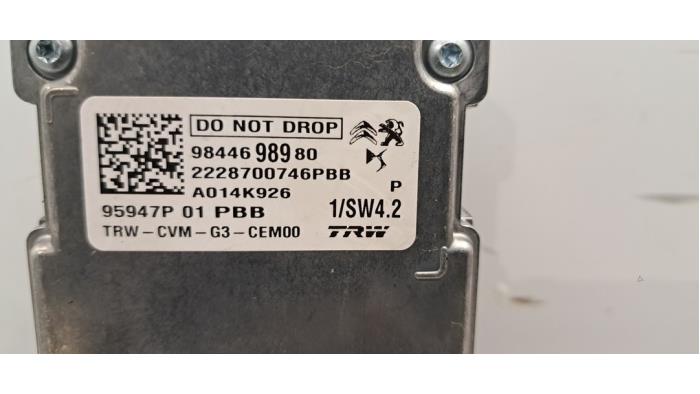 DO NOT DROP
98446 989 80
2228700746PBB
A014K926
P
95947P 01 PBB
1/SW4.2
TRW-CVM-G3-CEM00
TRW